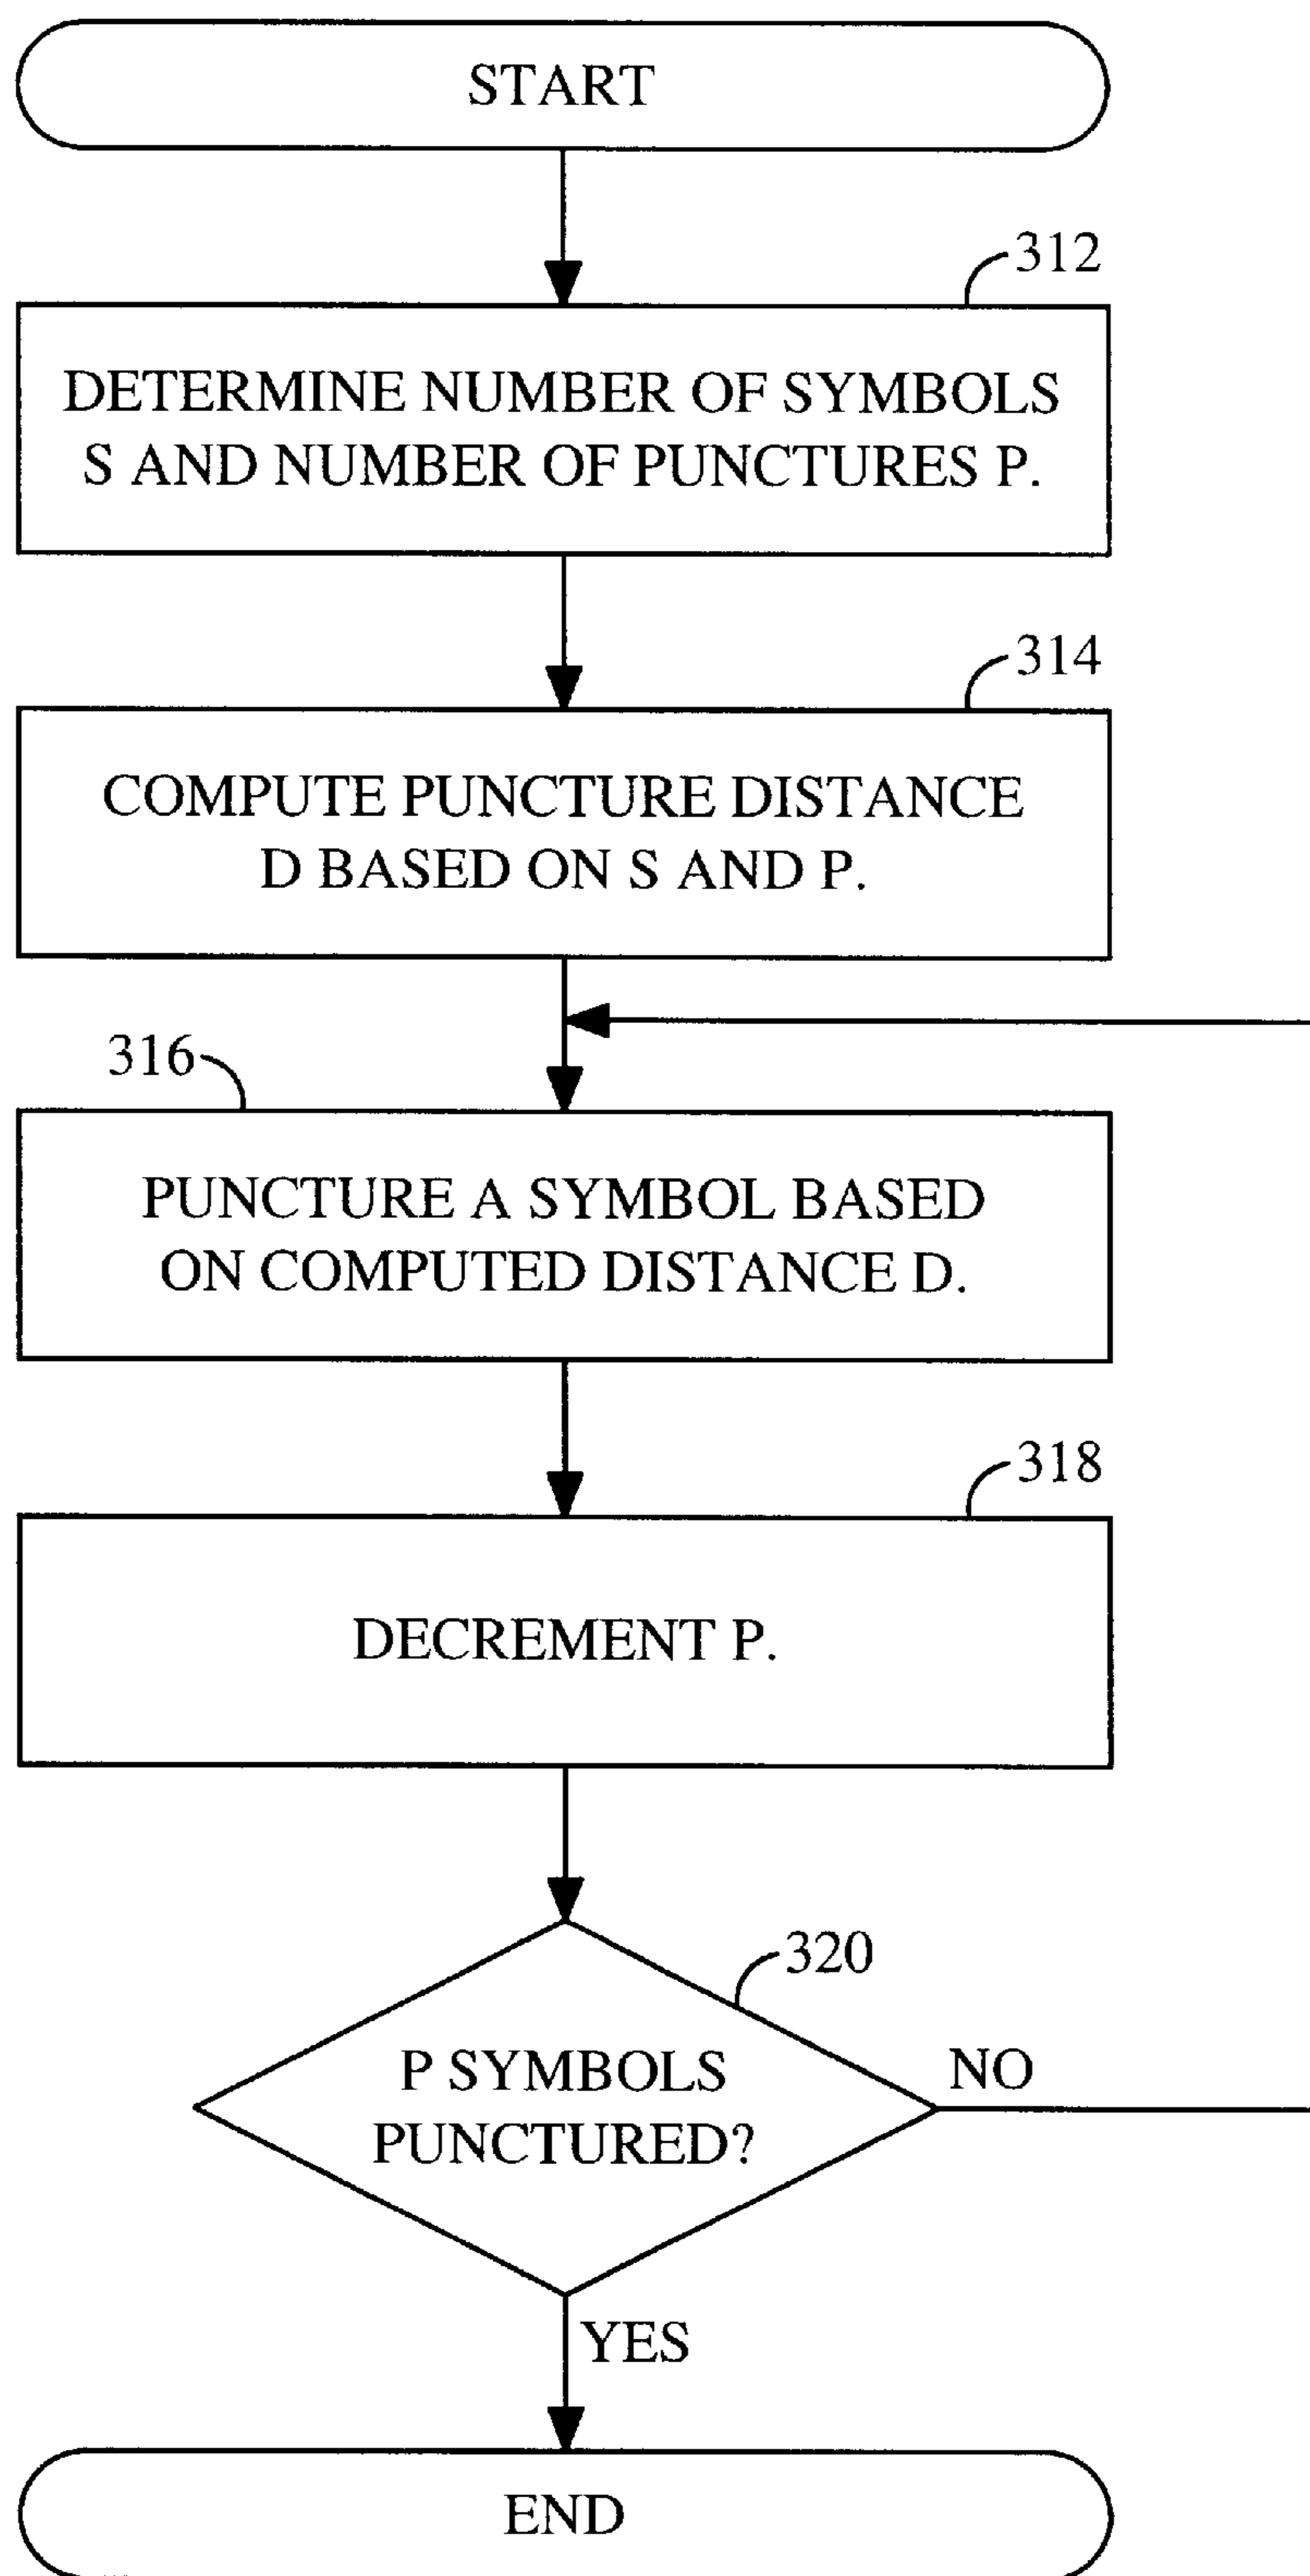 START
312
DETERMINE NUMBER OF SYMBOLS
S AND NUMBER OF PUNCTURES P.
314
COMPUTE PUNCTURE DISTANCE
D BASED ON S AND P.
316
PUNCTURE A SYMBOL BASED
ON COMPUTED DISTANCE D.
318
DECREMENT P.
320
P SYMBOLS
PUNCTURED?
NO
YES
END